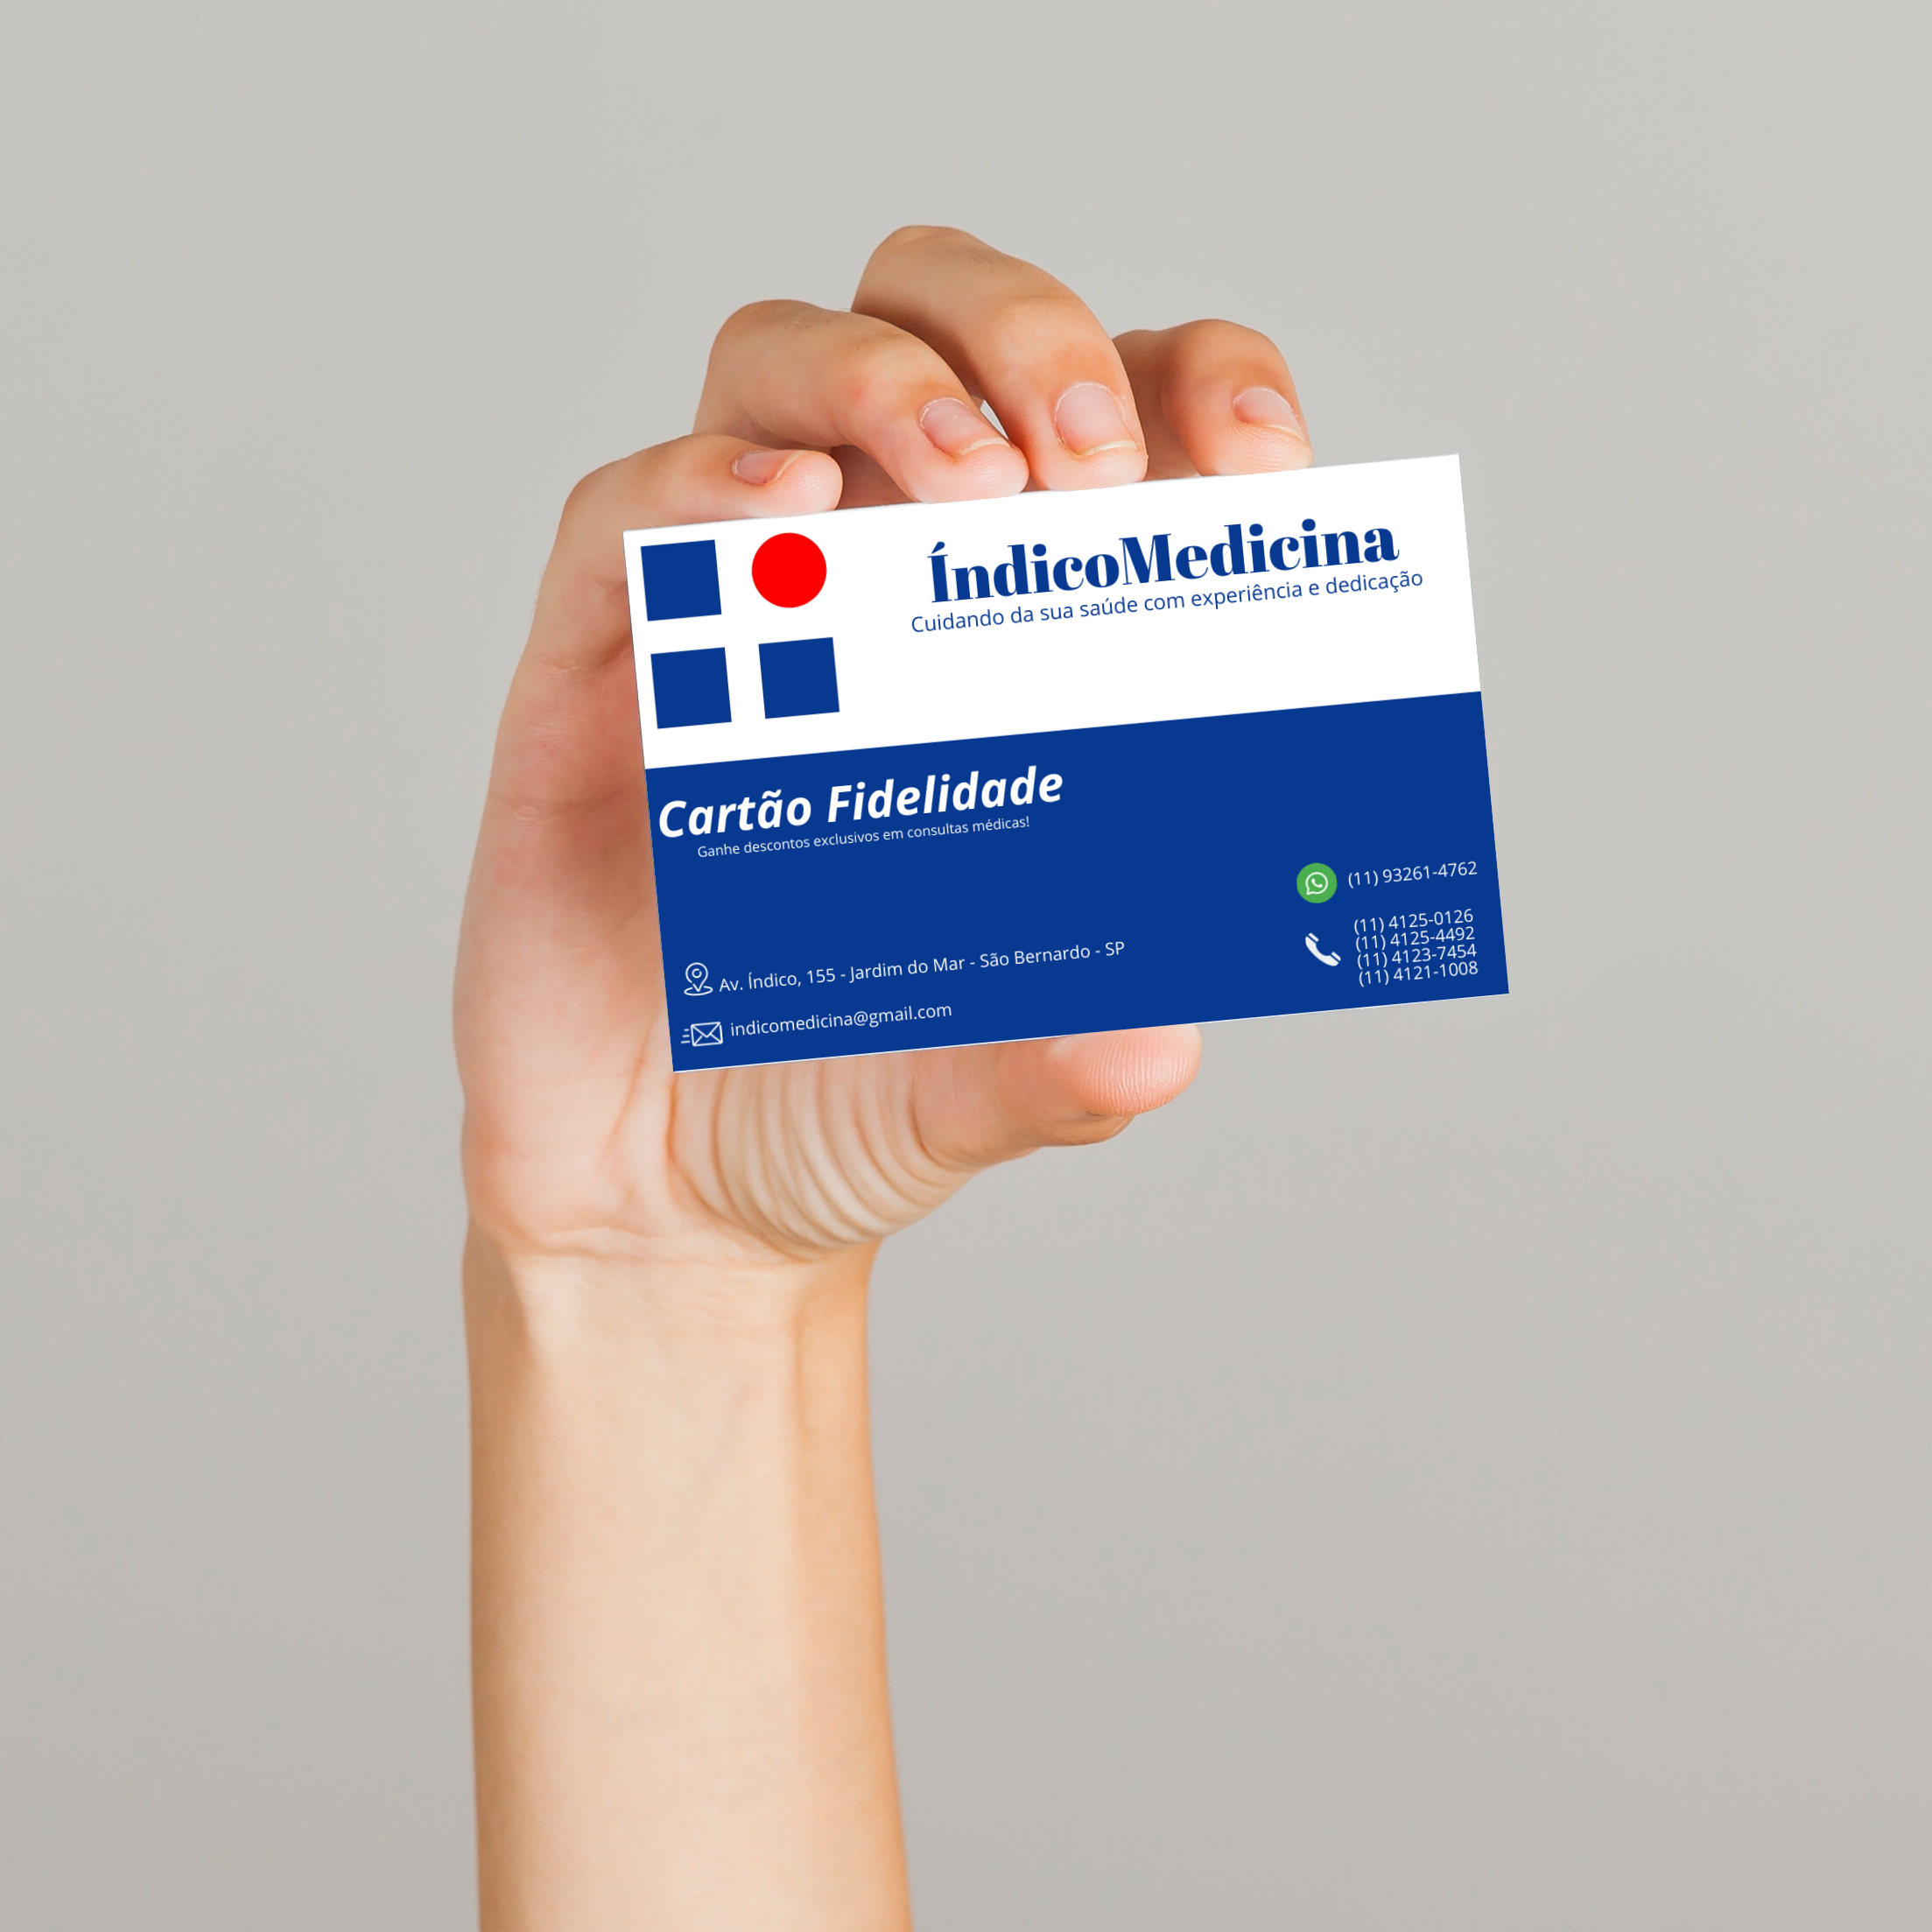 ÍndicoMedicina
Cuidando da sua saúde com experiência e dedicação
Cartão Fidelidade
Ganhe descontos exclusivos em consultas médicas!
(11) 93261-4762
(11) 4125-0126
(11) 4125-4492
(11) 4123-7454
(11) 4121-1008
Av. Índico, 155 - Jardim do Mar - São Bernardo - SP
indicomedicina@gmail.com